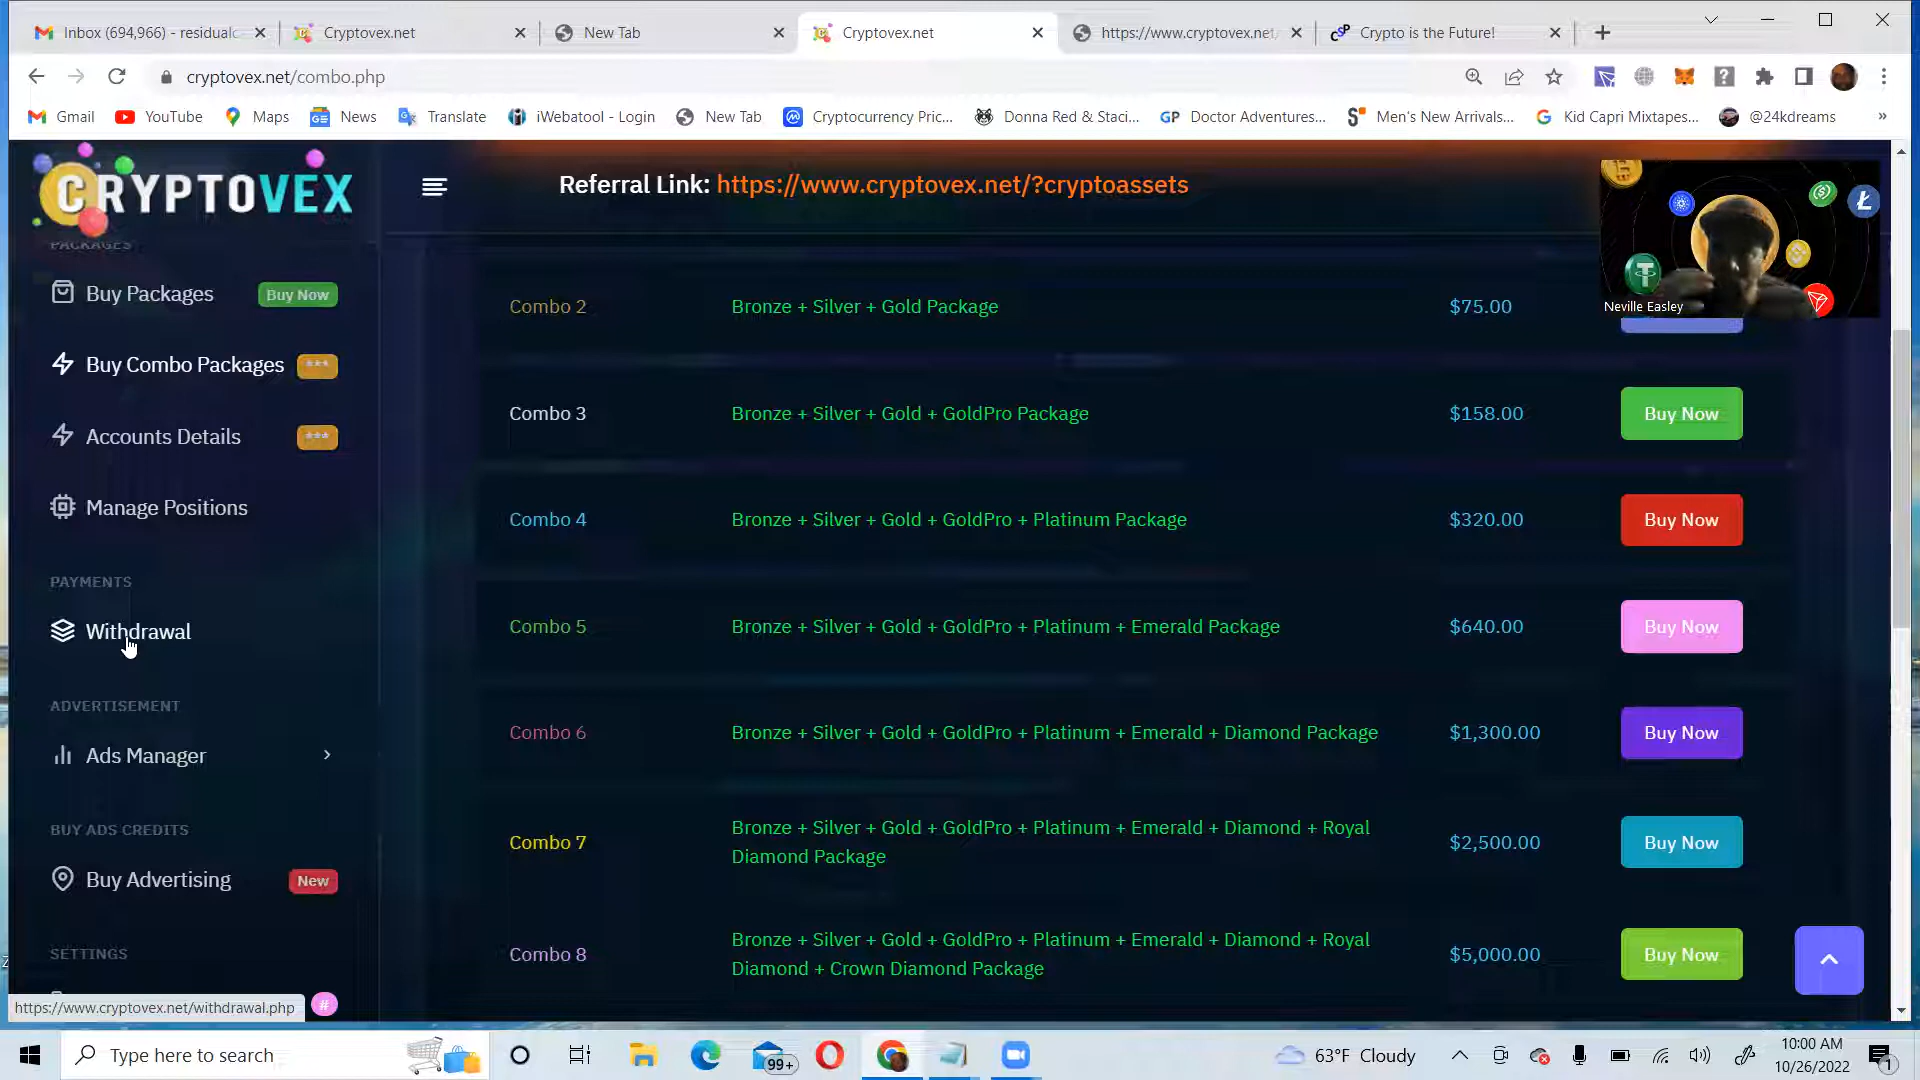 Inbox (694,966) - residualc
Cryptovex.net
New Tab
Cryptovex.net
https://www.cryptovex.net/
Crypto is the Future!
cryptovex.net/combo.php
Gmail
YouTube
Maps
News
Translate
iWebatool - Login
New Tab
Cryptocurrency Pric...
Donna Red & Staci...
GP Doctor Adventures...
Men's New Arrivals...
Kid Capri Mixtapes...
@24kdreams
»
CRYPTOVEX
Referral Link: https://www.cryptovex.net/?cryptoassets
Neville Easley
PACKAGES
Buy Packages Buy Now
Buy Combo Packages ***
Accounts Details ***
Manage Positions
PAYMENTS
Withdrawal
ADVERTISEMENT
Ads Manager
BUY ADS CREDITS
Buy Advertising New
SETTINGS
#
https://www.cryptovex.net/withdrawal.php
Combo 2 Bronze + Silver + Gold Package $75.00
Combo 3 Bronze + Silver + Gold + GoldPro Package $158.00 Buy Now
Combo 4 Bronze + Silver + Gold + GoldPro + Platinum Package $320.00 Buy Now
Combo 5 Bronze + Silver + Gold + GoldPro + Platinum + Emerald Package $640.00 Buy Now
Combo 6 Bronze + Silver + Gold + GoldPro + Platinum + Emerald + Diamond Package $1,300.00 Buy Now
Combo 7 Bronze + Silver + Gold + GoldPro + Platinum + Emerald + Diamond + Royal
Diamond Package $2,500.00 Buy Now
Combo 8 Bronze + Silver + Gold + GoldPro + Platinum + Emerald + Diamond + Royal
Diamond + Crown Diamond Package $5,000.00 Buy Now
Type here to search
99+
63°F Cloudy
10:00 AM
10/26/2022
1